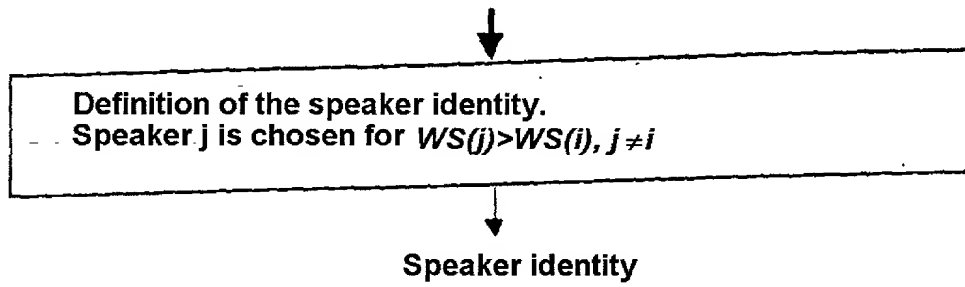 Definition of the speaker identity.
Speaker j is chosen for WS(j)>WS(i), j≠i
Speaker identity